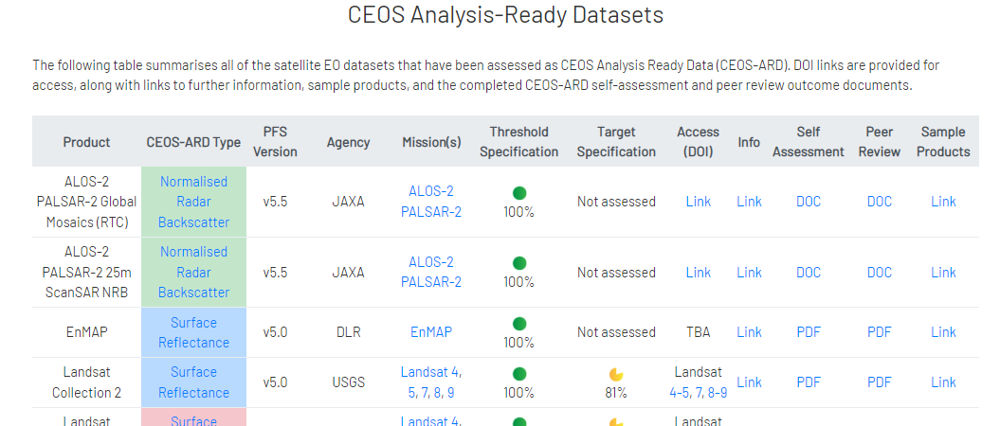 CEOS Analysis-Ready Datasets
The following table summarises all of the satellite EO datasets that have been assessed as CEOS Analysis Ready Data (CEOS-ARD). DOI links are provided for
access, along with links to further information, sample products, and the completed CEOS-ARD self-assessment and peer review outcome documents.
Product CEOS-ARD Type PFS Version Agency Mission(s) Threshold Specification Target Specification Access (DOI) Info Self Assessment Peer Review Sample Products
ALOS-2 PALSAR-2 Global Mosaics (RTC) Normalised Radar Backscatter v5.5 JAXA ALOS-2 PALSAR-2 100% Not assessed Link Link DOC DOC Link
ALOS-2 PALSAR-2 25m ScanSAR NRB Normalised Radar Backscatter v5.5 JAXA ALOS-2 PALSAR-2 100% Not assessed Link Link DOC DOC Link
EnMAP Surface Reflectance v5.0 DLR EnMAP 100% Not assessed TBA Link PDF PDF Link
Landsat Collection 2 Surface Reflectance v5.0 USGS Landsat 4, 5, 7, 8, 9 100% 81% Landsat 4-5, 7, 8-9 Link PDF PDF Link
Landsat Surface Landsat 4, Landsat